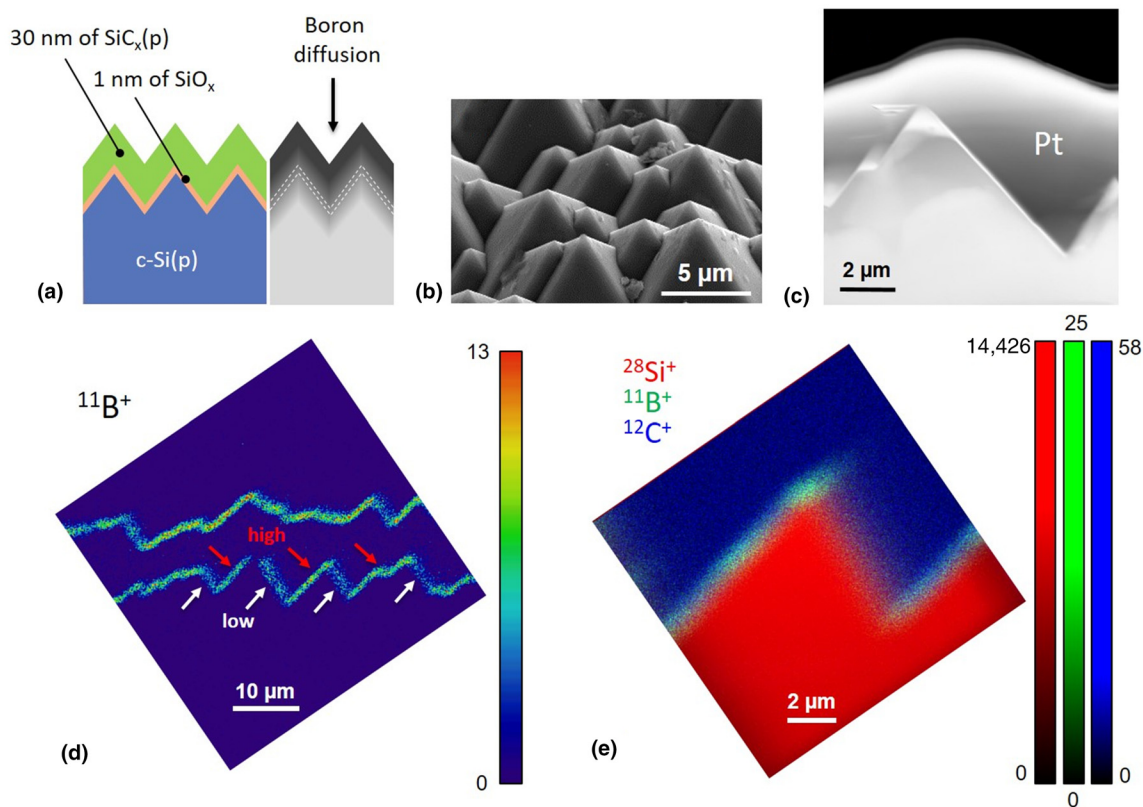 30 nm of SiCx(p)
1 nm of SiOx
Boron
diffusion
c-Si(p)
(a)
5 µm
(b)
Pt
2 µm
(c)
¹¹B⁺
13
high
low
10 µm
0
(d)
²⁸Si⁺
¹¹B⁺
¹²C⁺
25
14,426
58
2 µm
0
0
0
(e)